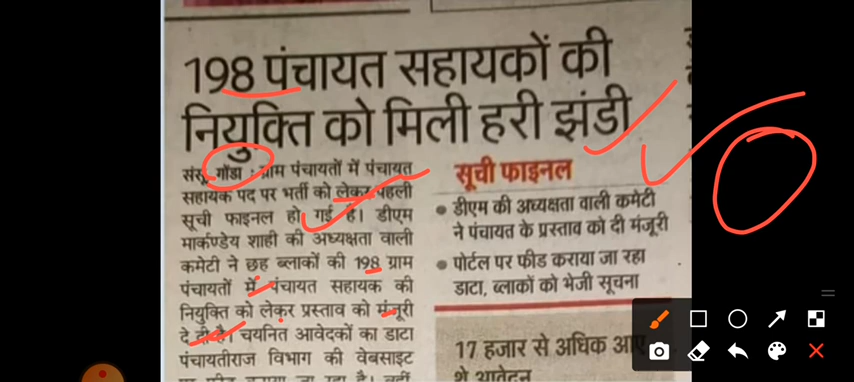 198 पंचायत सहायकों की
नियुक्ति को मिली हरी झंडी
संसू, गोंडा : ग्राम पंचायतों में पंचायत
सहायक पद पर भर्ती को लेकर पहली
सूची फाइनल हो गई है। डीएम
मार्कण्डेय शाही की अध्यक्षता वाली
कमेटी ने छह ब्लाकों की 198 ग्राम
पंचायतों में पंचायत सहायक की
नियुक्ति को लेकर प्रस्ताव को मंजूरी
दे दी है। चयनित आवेदकों का डाटा
पंचायतीराज विभाग की वेबसाइट
सूची फाइनल
● डीएम की अध्यक्षता वाली कमेटी
ने पंचायत के प्रस्ताव को दी मंजूरी
● पोर्टल पर फीड कराया जा रहा
डाटा, ब्लाकों को भेजी सूचना
17 हजार से अधिक
थे आवेदन